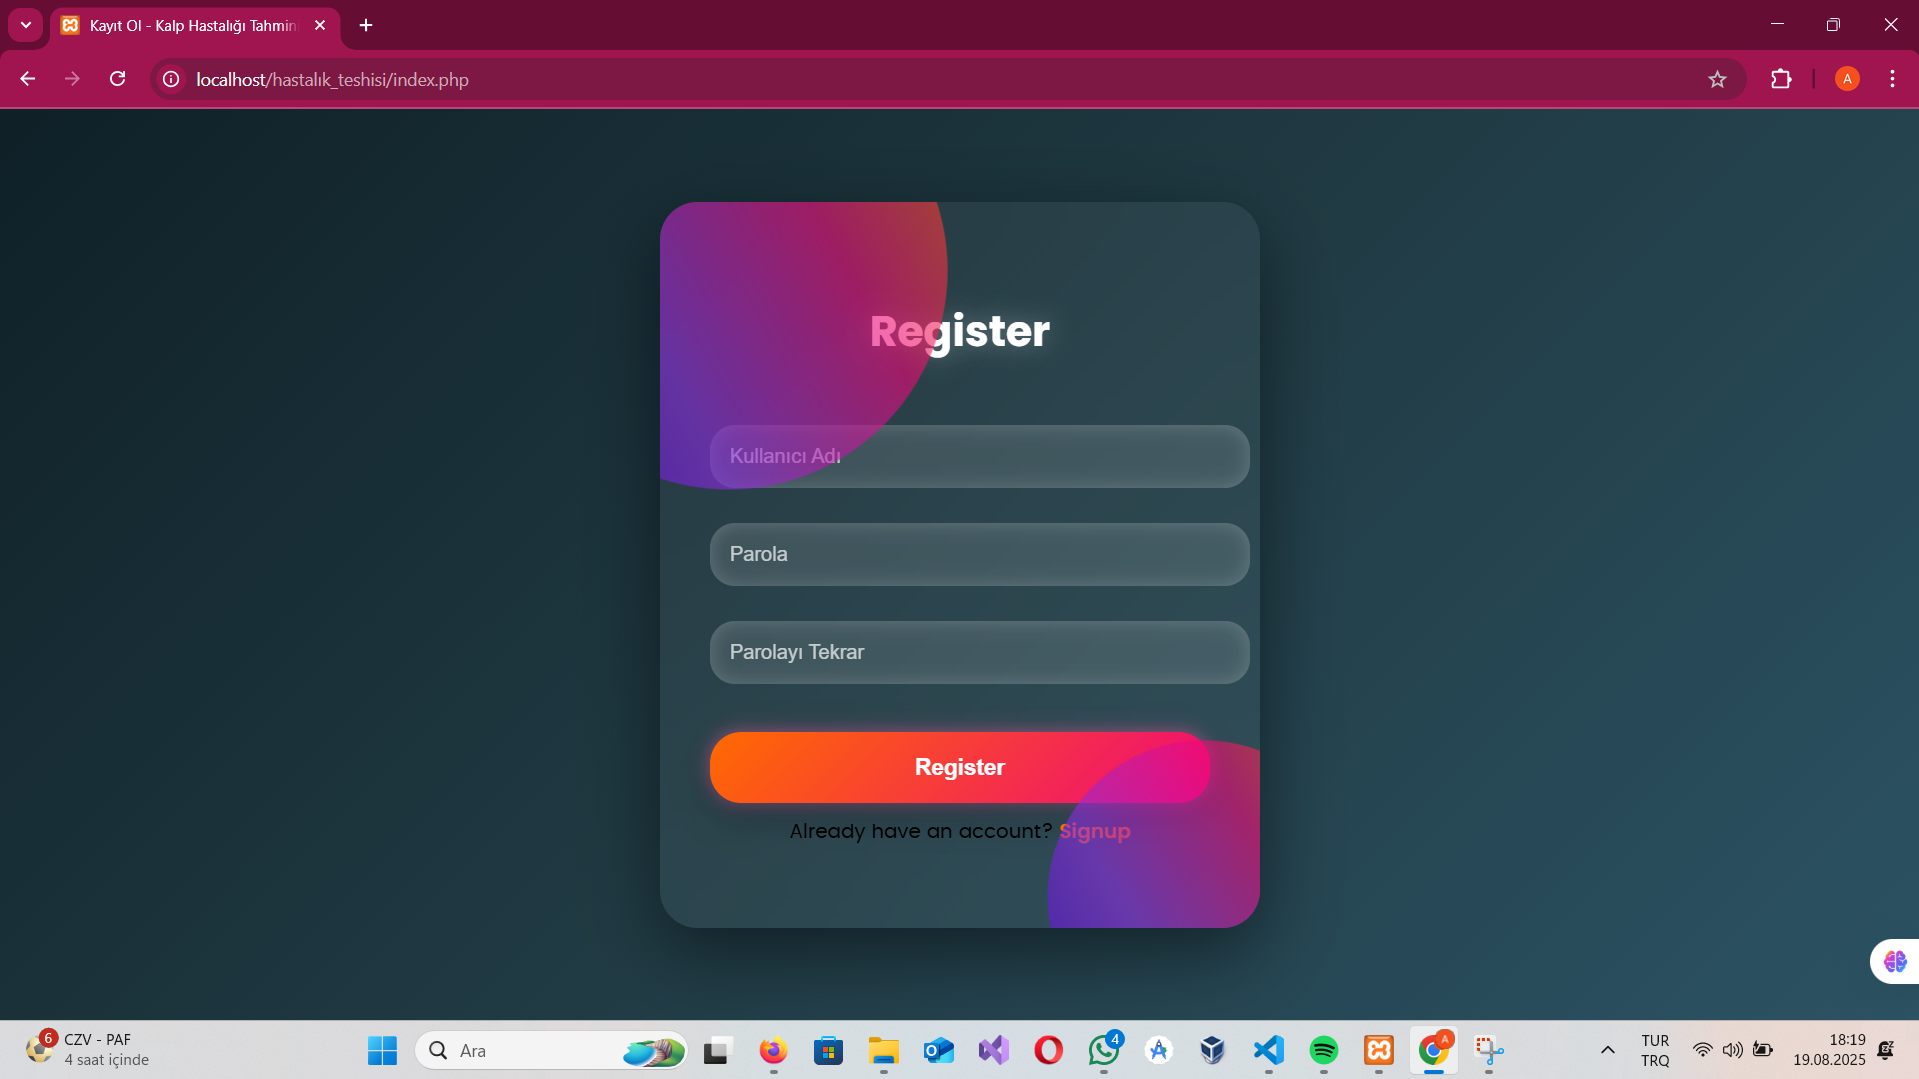 Kayıt Ol - Kalp Hastalığı Tahmin
localhost/hastalık_teshisi/index.php
A
Register
Kullanıcı Adı
Parola
Parolayı Tekrar
Register
Already have an account? Signup
6
CZV - PAF
4 saat içinde
Ara
4
A
TUR
TRQ
18:19
19.08.2025